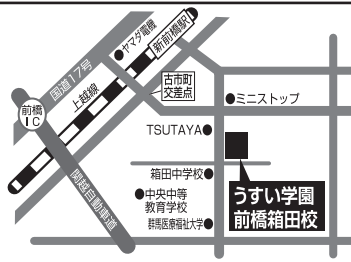 ヤマダ電機
新前橋駅
国道17号
上越線
古市町
交差点
前橋
IC
ミニストップ
TSUTAYA
箱田中学校
中央中等
教育学校
群馬医療福祉大学
うすい学園
前橋箱田校
関越自動車道